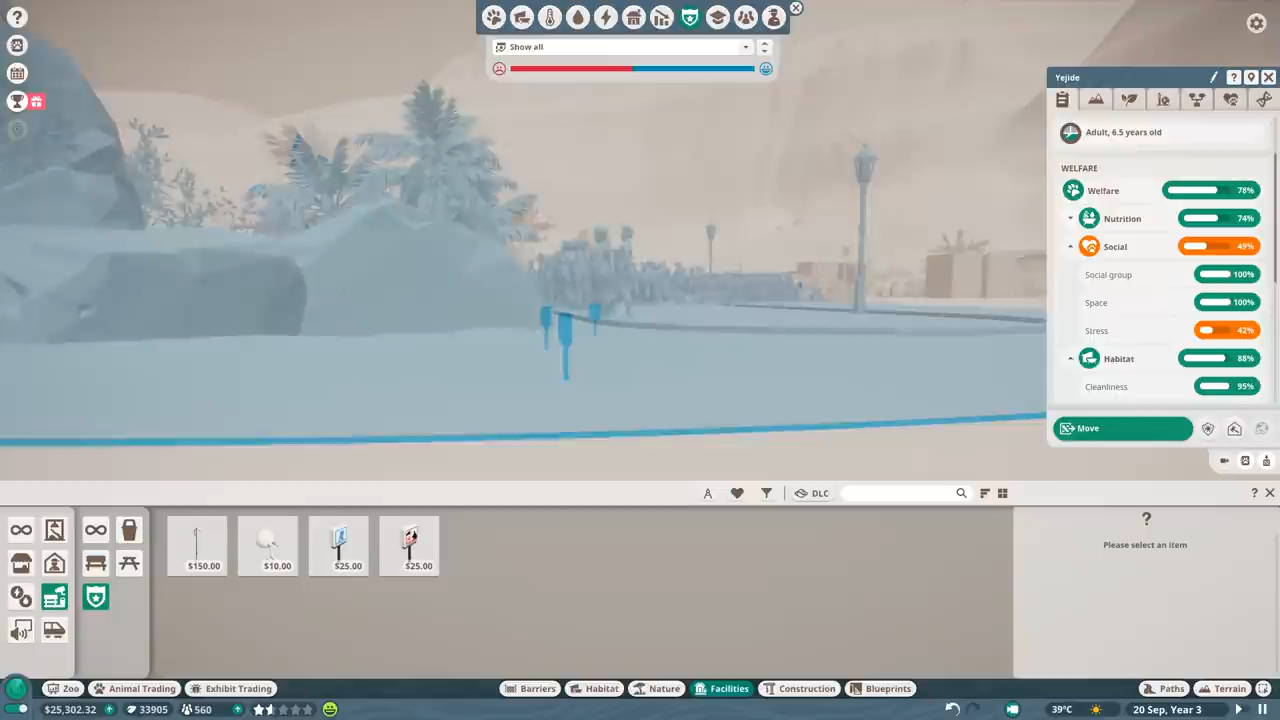 Show all
Yejide
Adult, 6.5 years old
WELFARE
Welfare 78%
Nutrition 74%
Social 49%
Social group 100%
Space 100%
Stress 42%
Habitat 88%
Cleanliness 95%
Move
DLC
$150.00 $10.00 $25.00 $25.00
Please select an item
Zoo Animal Trading Exhibit Trading Barriers Habitat Nature Facilities Construction Blueprints Paths Terrain
$25,302.32 33905 560 39°C 20 Sep, Year 3